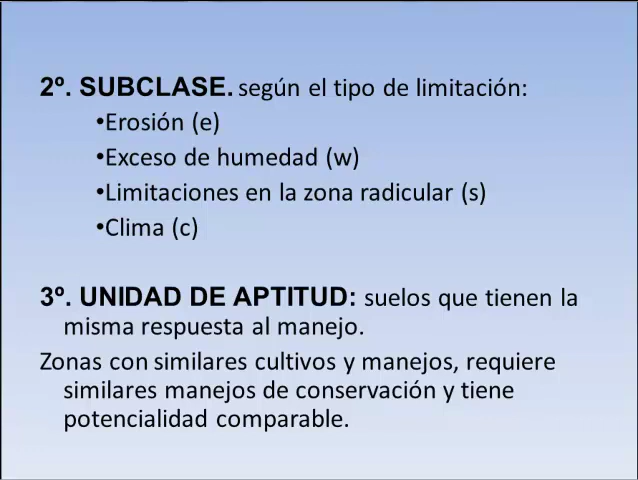 2º. SUBCLASE. según el tipo de limitación:
•Erosión (e)
•Exceso de humedad (w)
•Limitaciones en la zona radicular (s)
•Clima (c)
3º. UNIDAD DE APTITUD: suelos que tienen la
misma respuesta al manejo.
Zonas con similares cultivos y manejos, requiere
similares manejos de conservación y tiene
potencialidad comparable.